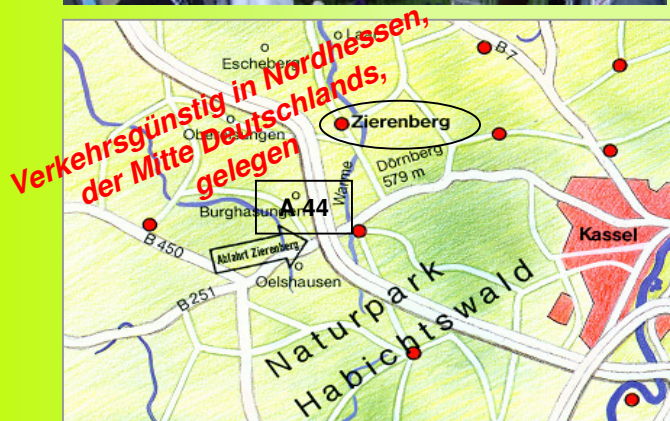 Verkehrsgünstig in Nordhessen,
der Mitte Deutschlands,
gelegen
Escheberg
B 7
Zierenberg
Dörnberg
579 m
Warme
A 44
Burghasungen
Kassel
B 450
Abfahrt Zierenberg
Oelshausen
B 251
Naturpark
Habichtswald